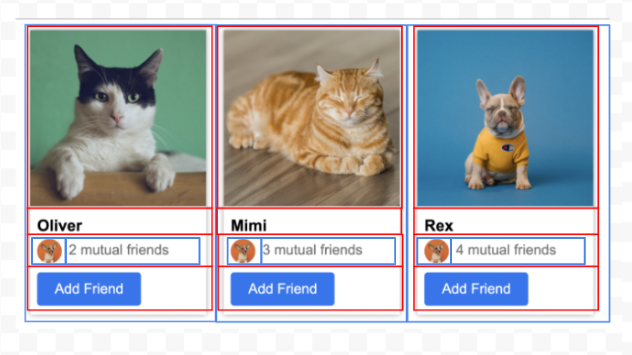 Oliver
2 mutual friends
Add Friend
Mimi
3 mutual friends
Add Friend
Rex
4 mutual friends
Add Friend